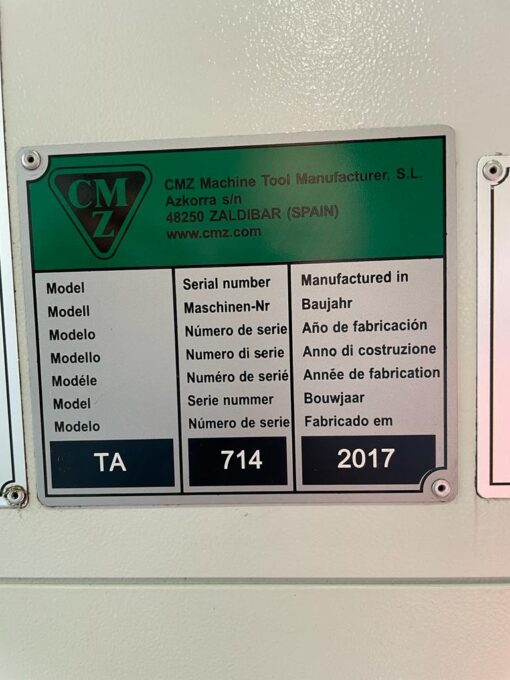 CMZ
CMZ Machine Tool Manufacturer, S.L.
Azkorra s/n
48250 ZALDIBAR (SPAIN)
www.cmz.com
Model
Modell
Modelo
Modello
Modéle
Model
Modelo
TA
Serial number
Maschinen-Nr
Número de serie
Numero di serie
Numéro de serié
Serie nummer
Número de serie
714
Manufactured in
Baujahr
Año de fabricación
Anno di costruzione
Année de fabrication
Bouwjaar
Fabricado em
2017